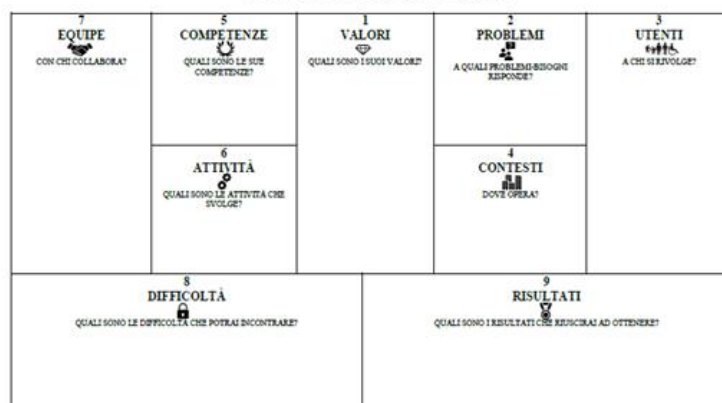 7
EQUIPE
CON CHI COLLABORA?
5
COMPETENZE
QUALI SONO LE SUE
COMPETENZE?
1
VALORI
QUALI SONO I SUOI VALORI?
2
PROBLEMI
A QUALI PROBLEMI-BISOGNI
RISPONDE?
3
UTENTI
A CHI SI RIVOLGE?
6
ATTIVITÀ
QUALI SONO LE ATTIVITÀ CHE
SVOLGE?
4
CONTESTI
DOVE OPERA?
8
DIFFICOLTÀ
QUALI SONO LE DIFFICOLTÀ CHE POTRAI INCONTRARE?
9
RISULTATI
QUALI SONO I RISULTATI CHE RIUSCIRAI AD OTTENERE?